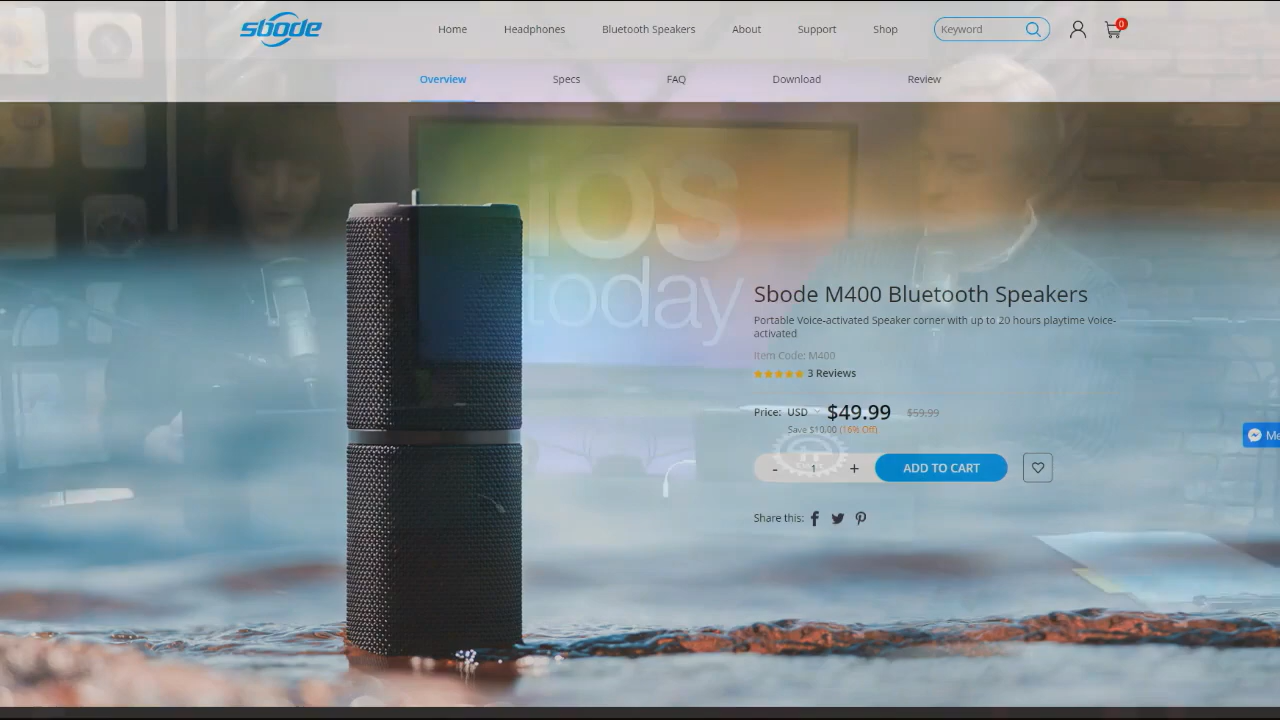 sbode
Home
Headphones
Bluetooth Speakers
About
Support
Shop
Keyword
0
Overview
Specs
FAQ
Download
Review
ios
today
Sbode M400 Bluetooth Speakers
Portable Voice-activated Speaker corner with up to 20 hours playtime Voice-
activated
Item Code: M400
3 Reviews
Price: USD $49.99 $59.99
Save $10.00 (16% Off)
- 1 +
ADD TO CART
Me
Share this: